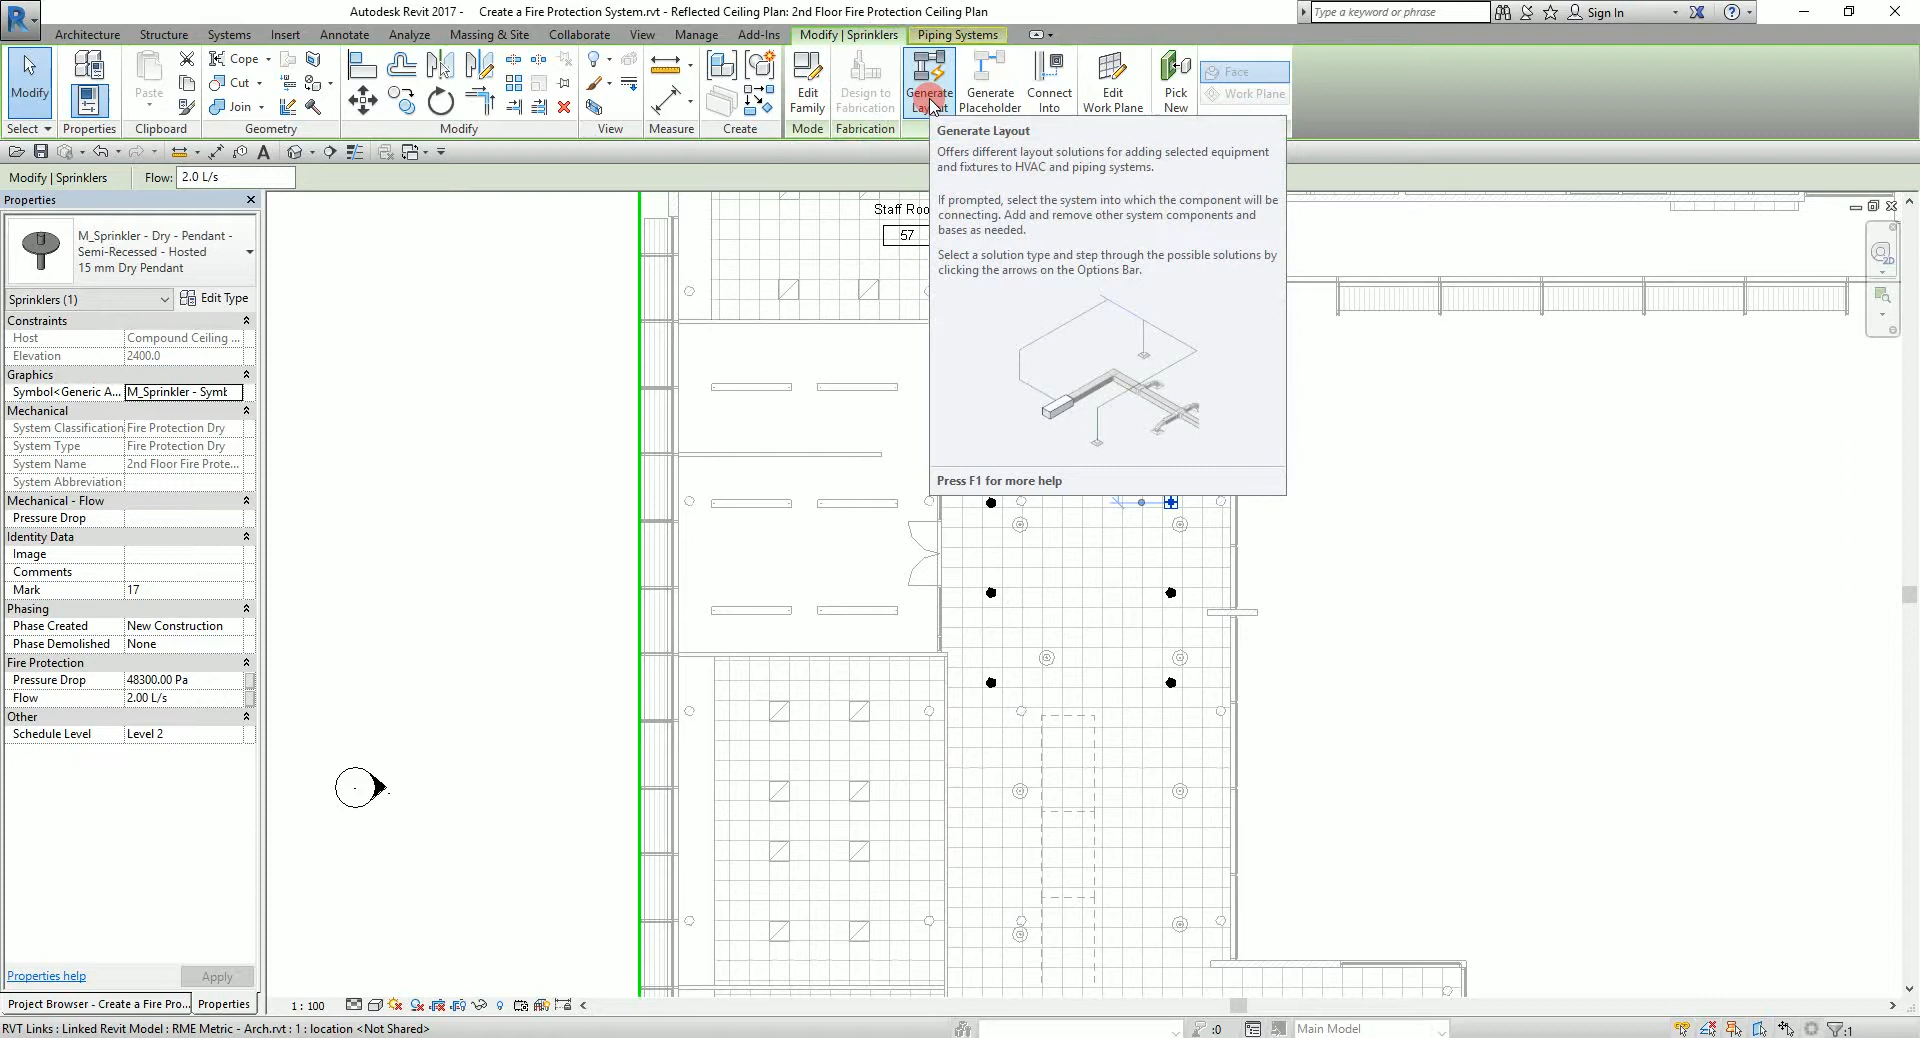 Autodesk Revit 2017 - Create a Fire Protection System.rvt - Reflected Ceiling Plan: 2nd Floor Fire Protection Ceiling Plan
Type a keyword or phrase
Sign In
Architecture Structure Systems Insert Annotate Analyze Massing & Site Collaborate View Manage Add-Ins Modify | Sprinklers Piping Systems
Modify
Paste
Cope
Cut
Join
Edit Family
Design to Fabrication
Generate Layout
Generate Placeholder
Connect Into
Edit Work Plane
Pick New
Face
Work Plane
Select Properties Clipboard Geometry Modify View Measure Create Mode Fabrication
Modify | Sprinklers Flow: 2.0 L/s
Properties
M_Sprinkler - Dry - Pendant -
Semi-Recessed - Hosted
15 mm Dry Pendant
Sprinklers (1) Edit Type
Constraints
Host Compound Ceiling ...
Elevation 2400.0
Graphics
Symbol<Generic A... M_Sprinkler - Symb
Mechanical
System Classification Fire Protection Dry
System Type Fire Protection Dry
System Name 2nd Floor Fire Prote...
System Abbreviation
Mechanical - Flow
Pressure Drop
Identity Data
Image
Comments
Mark 17
Phasing
Phase Created New Construction
Phase Demolished None
Fire Protection
Pressure Drop 48300.00 Pa
Flow 2.00 L/s
Other
Schedule Level Level 2
Properties help Apply
Project Browser - Create a Fire Pro... Properties
Staff Roo
57
Generate Layout
Offers different layout solutions for adding selected equipment
and fixtures to HVAC and piping systems.
If prompted, select the system into which the component will be
connecting. Add and remove other system components and
bases as needed.
Select a solution type and step through the possible solutions by
clicking the arrows on the Options Bar.
Press F1 for more help
2D
1 : 100
RVT Links : Linked Revit Model : RME Metric - Arch.rvt : 1 : location <Not Shared>
:0
Main Model
:1